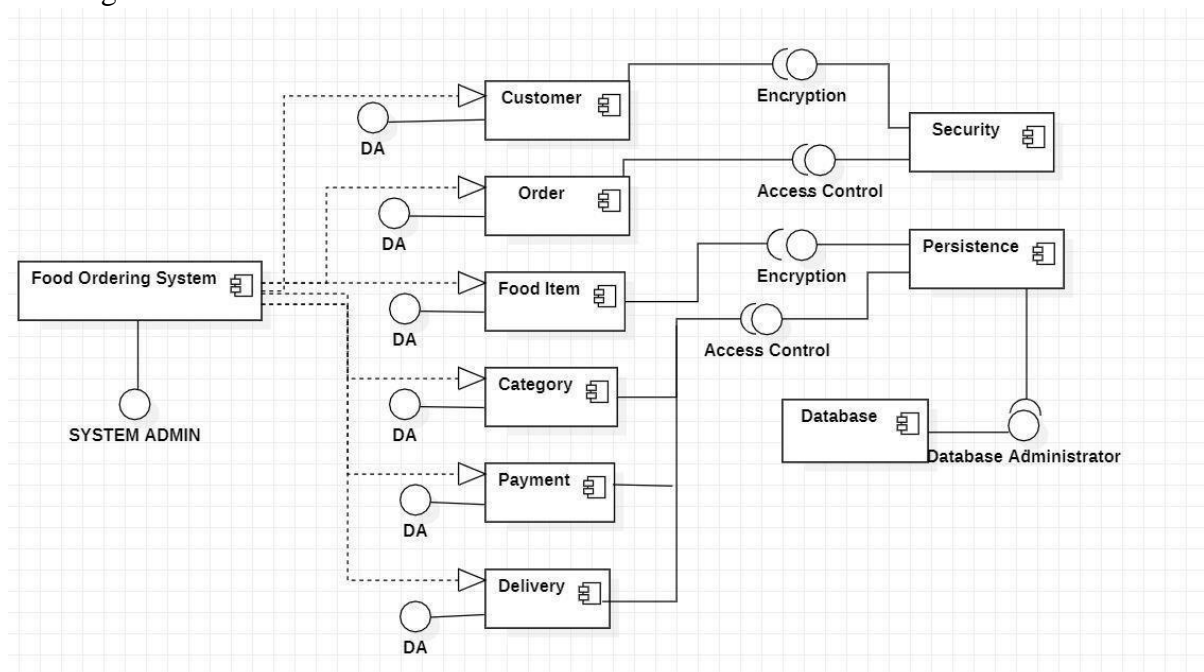 Customer
DA
Encryption
Security
Order
DA
Access Control
Food Ordering System
Food Item
DA
Encryption
Persistence
Access Control
SYSTEM ADMIN
Category
DA
Database
Database Administrator
Payment
DA
Delivery
DA